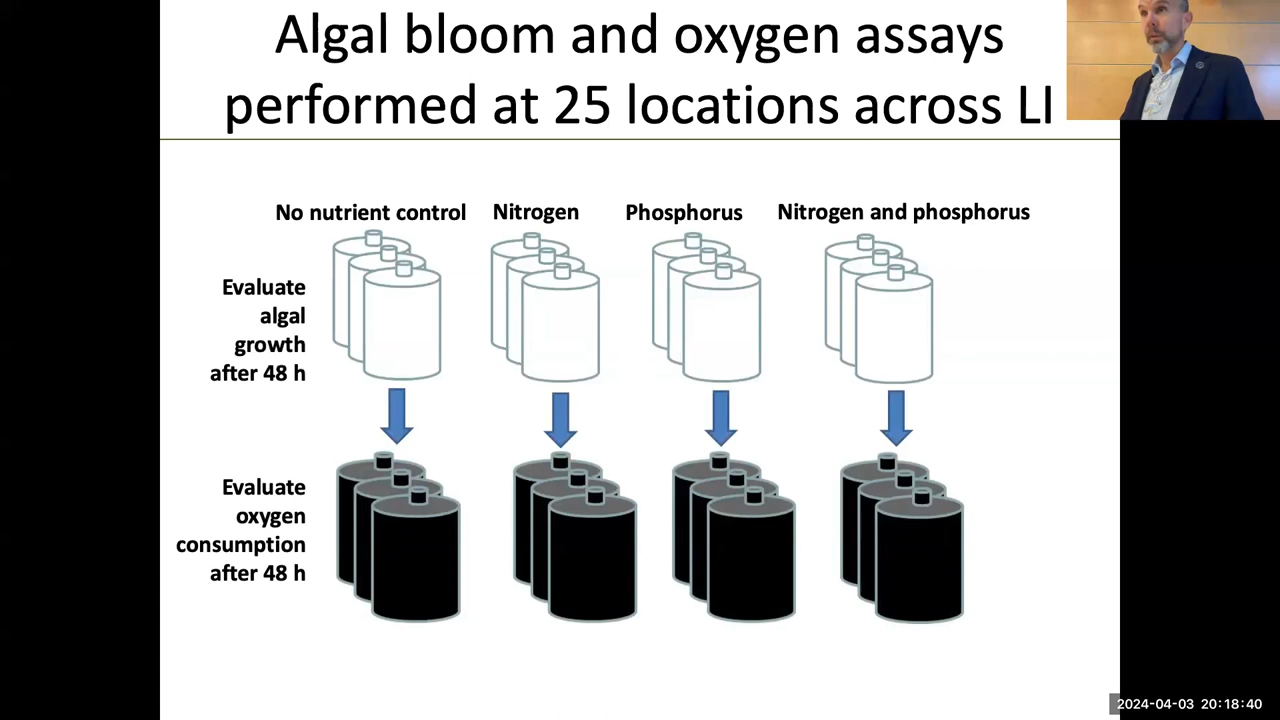 Algal bloom and oxygen assays
performed at 25 locations across LI
No nutrient control
Nitrogen
Phosphorus
Nitrogen and phosphorus
Evaluate
algal
growth
after 48 h
Evaluate
oxygen
consumption
after 48 h
2024-04-03 20:18:40